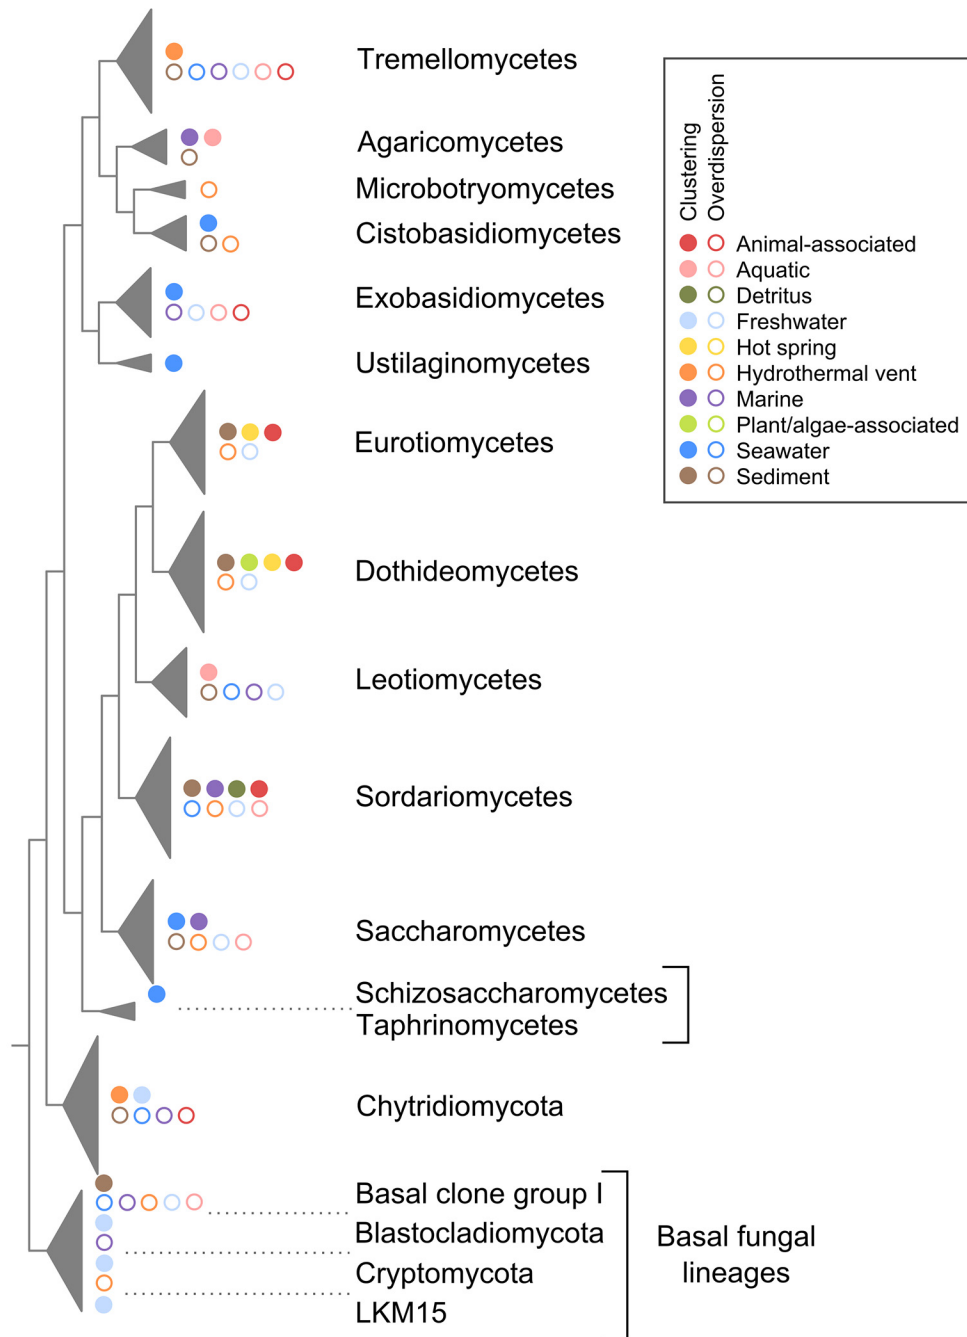 Tremellomycetes
Agaricomycetes
Microbotryomycetes
Cistobasidiomycetes
Exobasidiomycetes
Ustilaginomycetes
Eurotiomycetes
Dothideomycetes
Leotiomycetes
Sordariomycetes
Saccharomycetes
Schizosaccharomycetes
Taphrinomycetes
Chytridiomycota
Basal clone group I
Blastocladiomycota
Cryptomycota
LKM15
Basal fungal
lineages
Clustering
Overdispersion
Animal-associated
Aquatic
Detritus
Freshwater
Hot spring
Hydrothermal vent
Marine
Plant/algae-associated
Seawater
Sediment